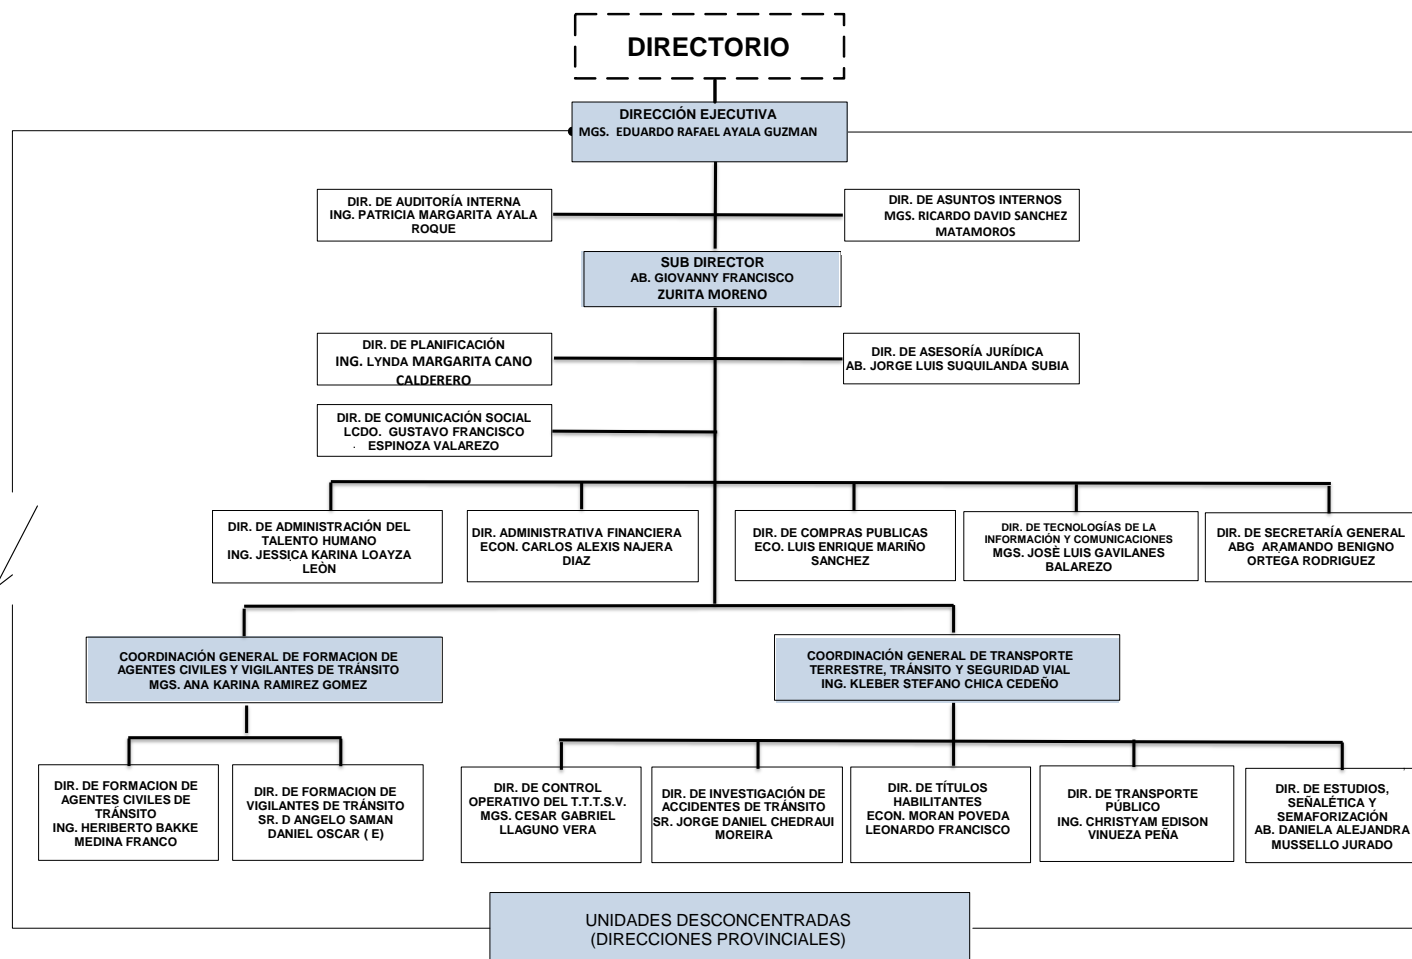 DIRECTORIO
DIRECCIÓN EJECUTIVA
MGS. EDUARDO RAFAEL AYALA GUZMAN
DIR. DE AUDITORÍA INTERNA
ING. PATRICIA MARGARITA AYALA
ROQUE
DIR. DE ASUNTOS INTERNOS
MGS. RICARDO DAVID SANCHEZ
MATAMOROS
SUB DIRECTOR
AB. GIOVANNY FRANCISCO
ZURITA MORENO
DIR. DE PLANIFICACIÓN
ING. LYNDA MARGARITA CANO
CALDERERO
DIR. DE ASESORÍA JURÍDICA
AB. JORGE LUIS SUQUILANDA SUBIA
DIR. DE COMUNICACIÓN SOCIAL
LCDO. GUSTAVO FRANCISCO
ESPINOZA VALAREZO
DIR. DE ADMINISTRACIÓN DEL
TALENTO HUMANO
ING. JESSICA KARINA LOAYZA
LEÒN
DIR. ADMINISTRATIVA FINANCIERA
ECON. CARLOS ALEXIS NAJERA
DIAZ
DIR. DE COMPRAS PUBLICAS
ECO. LUIS ENRIQUE MARIÑO
SANCHEZ
DIR. DE TECNOLOGÍAS DE LA
INFORMACIÓN Y COMUNICACIONES
MGS. JOSÈ LUIS GAVILANES
BALAREZO
DIR. DE SECRETARÍA GENERAL
ABG ARAMANDO BENIGNO
ORTEGA RODRIGUEZ
COORDINACIÓN GENERAL DE FORMACION DE
AGENTES CIVILES Y VIGILANTES DE TRÁNSITO
MGS. ANA KARINA RAMIREZ GOMEZ
COORDINACIÓN GENERAL DE TRANSPORTE
TERRESTRE, TRÁNSITO Y SEGURIDAD VIAL
ING. KLEBER STEFANO CHICA CEDEÑO
DIR. DE FORMACION DE
AGENTES CIVILES DE
TRÁNSITO
ING. HERIBERTO BAKKE
MEDINA FRANCO
DIR. DE FORMACION DE
VIGILANTES DE TRÁNSITO
SR. D ANGELO SAMAN
DANIEL OSCAR ( E)
DIR. DE CONTROL
OPERATIVO DEL T.T.T.S.V.
MGS. CESAR GABRIEL
LLAGUNO VERA
DIR. DE INVESTIGACIÓN DE
ACCIDENTES DE TRÁNSITO
SR. JORGE DANIEL CHEDRAUI
MOREIRA
DIR. DE TÍTULOS
HABILITANTES
ECON. MORAN POVEDA
LEONARDO FRANCISCO
DIR. DE TRANSPORTE
PÚBLICO
ING. CHRISTYAM EDISON
VINUEZA PEÑA
DIR. DE ESTUDIOS,
SEÑALÉTICA Y
SEMAFORIZACIÓN
AB. DANIELA ALEJANDRA
MUSSELLO JURADO
UNIDADES DESCONCENTRADAS
(DIRECCIONES PROVINCIALES)